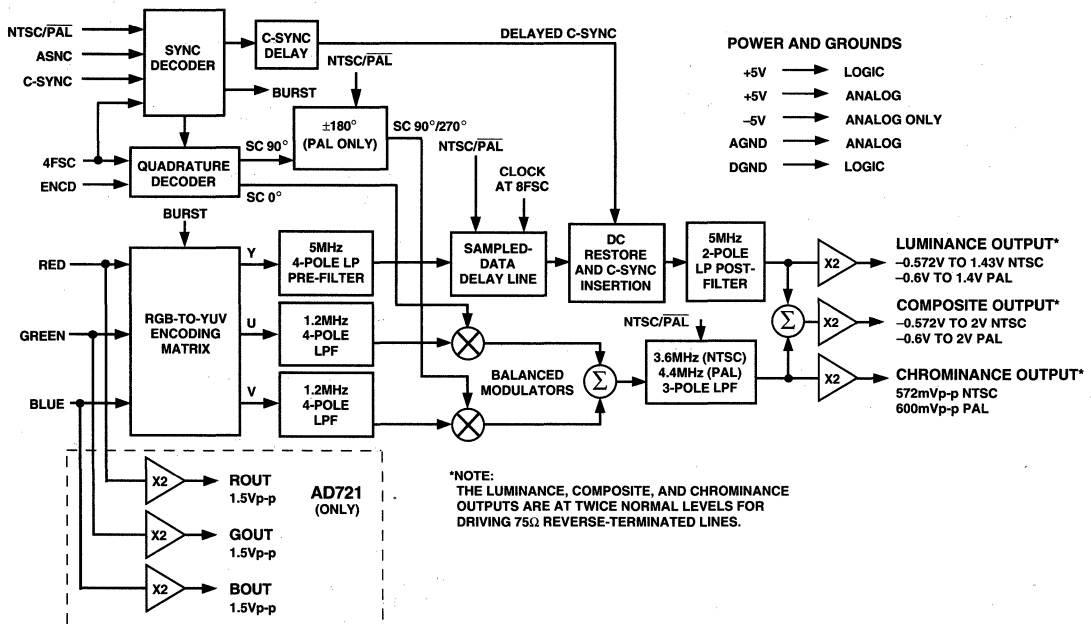 NTSC/PAL
ASNC
C-SYNC
4FSC
ENCD
SYNC
DECODER
C-SYNC
DELAY
BURST
DELAYED C-SYNC
NTSC/PAL
±180°
(PAL ONLY)
SC 90°
SC 90°/270°
QUADRATURE
DECODER
SC 0°
POWER AND GROUNDS
+5V LOGIC
+5V ANALOG
–5V ANALOG ONLY
AGND ANALOG
DGND LOGIC
NTSC/PAL
CLOCK
AT 8FSC
BURST
RED
GREEN
BLUE
RGB-TO-YUV
ENCODING
MATRIX
Y
U
V
5MHz
4-POLE LP
PRE-FILTER
1.2MHz
4-POLE
LPF
1.2MHz
4-POLE
LPF
SAMPLED-
DATA
DELAY LINE
DC
RESTORE
AND C-SYNC
INSERTION
5MHz
2-POLE
LP POST-
FILTER
BALANCED
MODULATORS
Σ
NTSC/PAL
3.6MHz (NTSC)
4.4MHz (PAL)
3-POLE LPF
Σ
X2
LUMINANCE OUTPUT*
–0.572V TO 1.43V NTSC
–0.6V TO 1.4V PAL
X2
COMPOSITE OUTPUT*
–0.572V TO 2V NTSC
–0.6V TO 2V PAL
X2
CHROMINANCE OUTPUT*
572mVp-p NTSC
600mVp-p PAL
X2
ROUT
1.5Vp-p
X2
GOUT
1.5Vp-p
X2
BOUT
1.5Vp-p
AD721
(ONLY)
*NOTE:
THE LUMINANCE, COMPOSITE, AND CHROMINANCE
OUTPUTS ARE AT TWICE NORMAL LEVELS FOR
DRIVING 75Ω REVERSE-TERMINATED LINES.